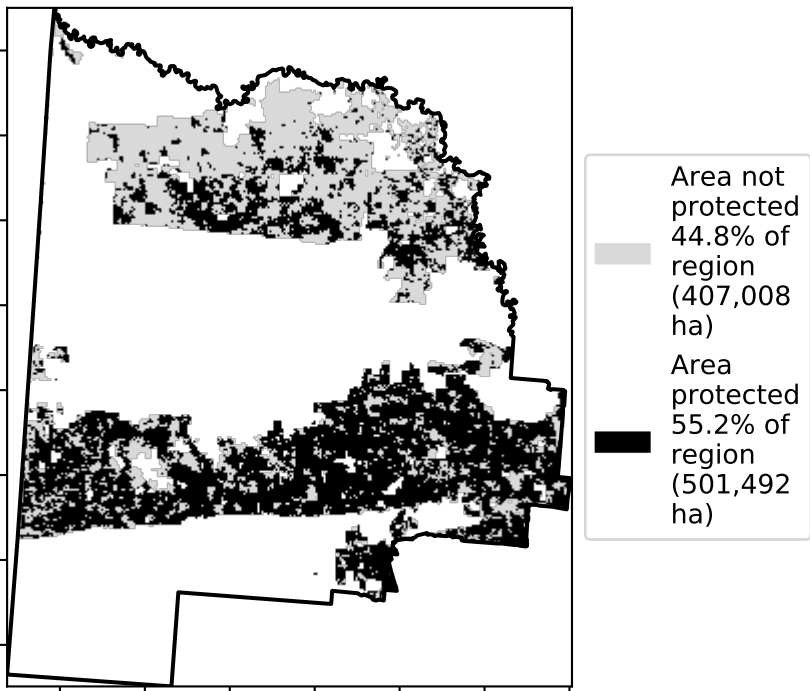 Area not
protected
44.8% of
region
(407,008
ha)
Area
protected
55.2% of
region
(501,492
ha)